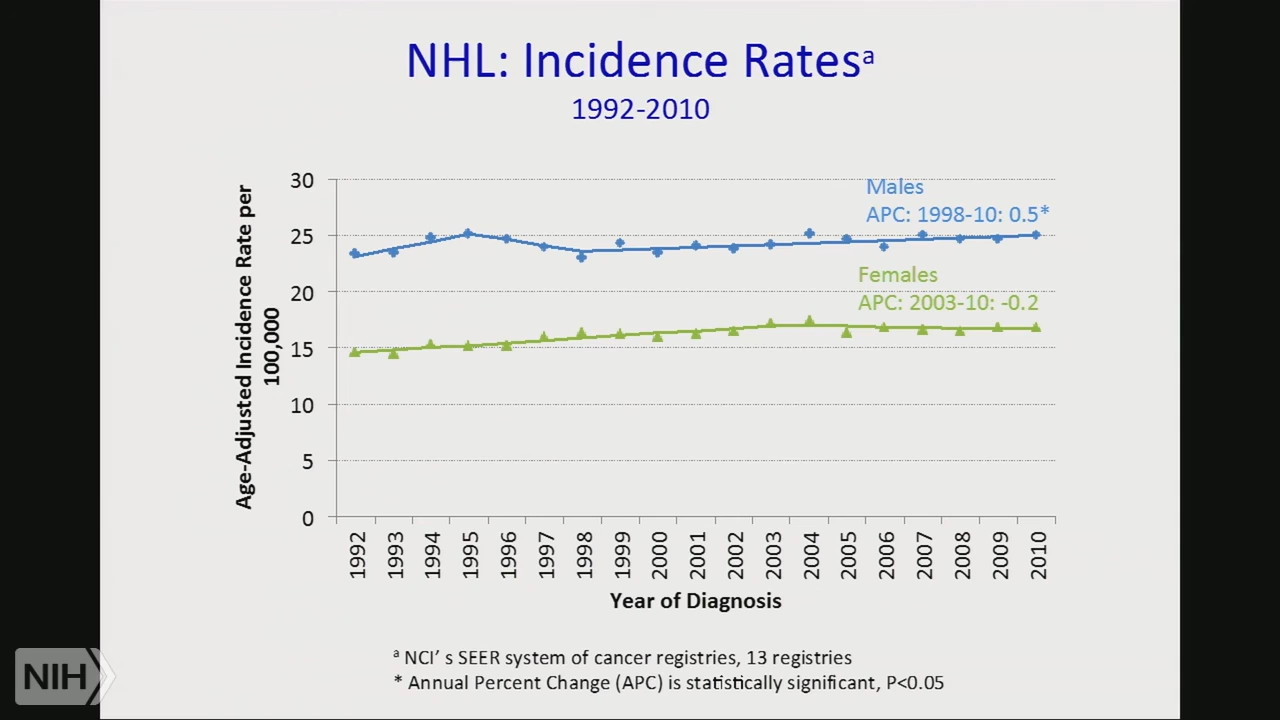 NHL: Incidence Ratesᵃ
1992-2010
Age-Adjusted Incidence Rate per
100,000
30
25
20
15
10
5
0
Males
APC: 1998-10: 0.5*
Females
APC: 2003-10: -0.2
1992
1993
1994
1995
1996
1997
1998
1999
2000
2001
2002
2003
2004
2005
2006
2007
2008
2009
2010
Year of Diagnosis
ᵃ NCI’ s SEER system of cancer registries, 13 registries
* Annual Percent Change (APC) is statistically significant, P<0.05
NIH